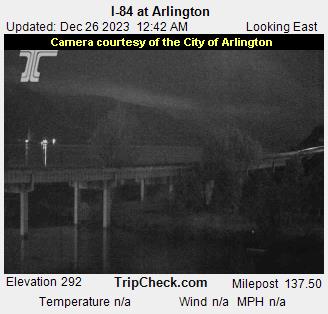 I-84 at Arlington
Updated: Dec 26 2023 12:42 AM Looking East
Camera courtesy of the City of Arlington
Elevation 292 TripCheck.com Milepost 137.50
Temperature n/a Wind n/a MPH n/a